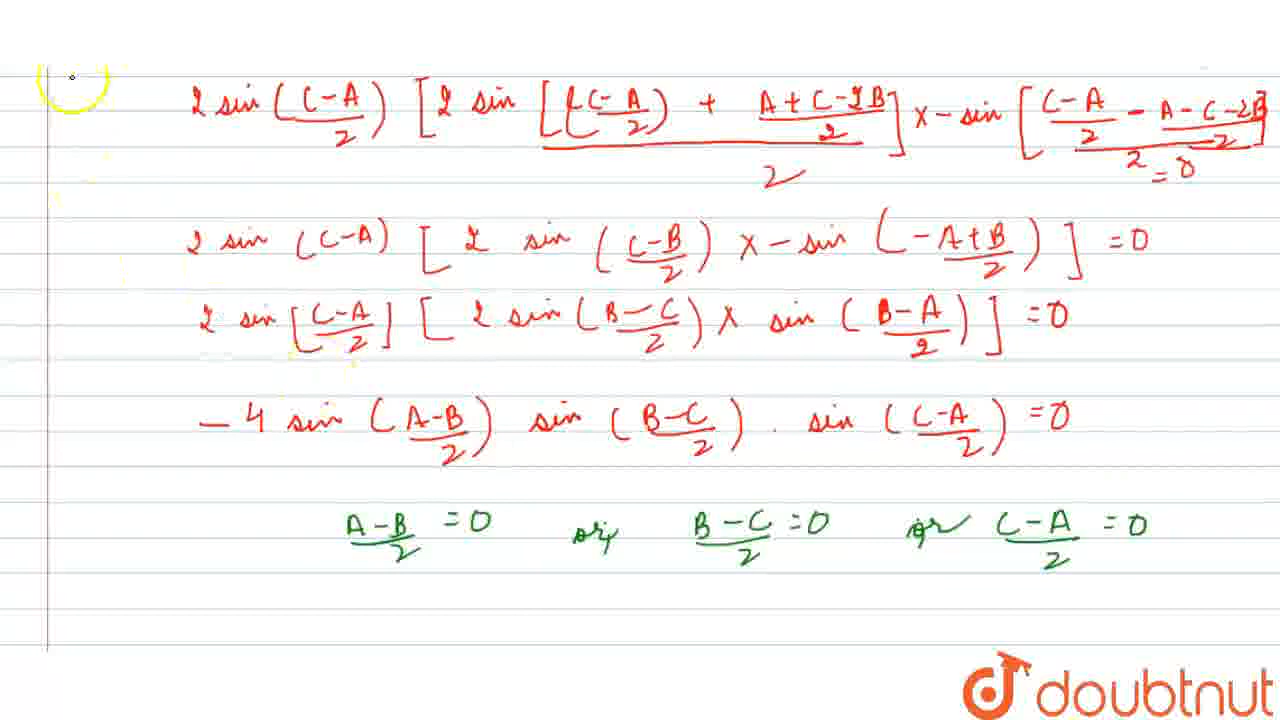 2 sin (C-A/2) [2 sin [((C-A/2) + A+C-2B/2]/2] x - sin [C-A/2 - A-C-2B/2]/2 = 0
2 sin (C-A) [2 sin (C-B/2) x - sin (-A+B/2)] = 0
2 sin [C-A/2] [2 sin (B-C/2) x sin (B-A/2)] = 0
- 4 sin (A-B/2) sin (B-C/2) . sin (C-A/2) = 0
A-B/2 = 0 or, B-C/2 = 0 or C-A/2 = 0
doubtnut